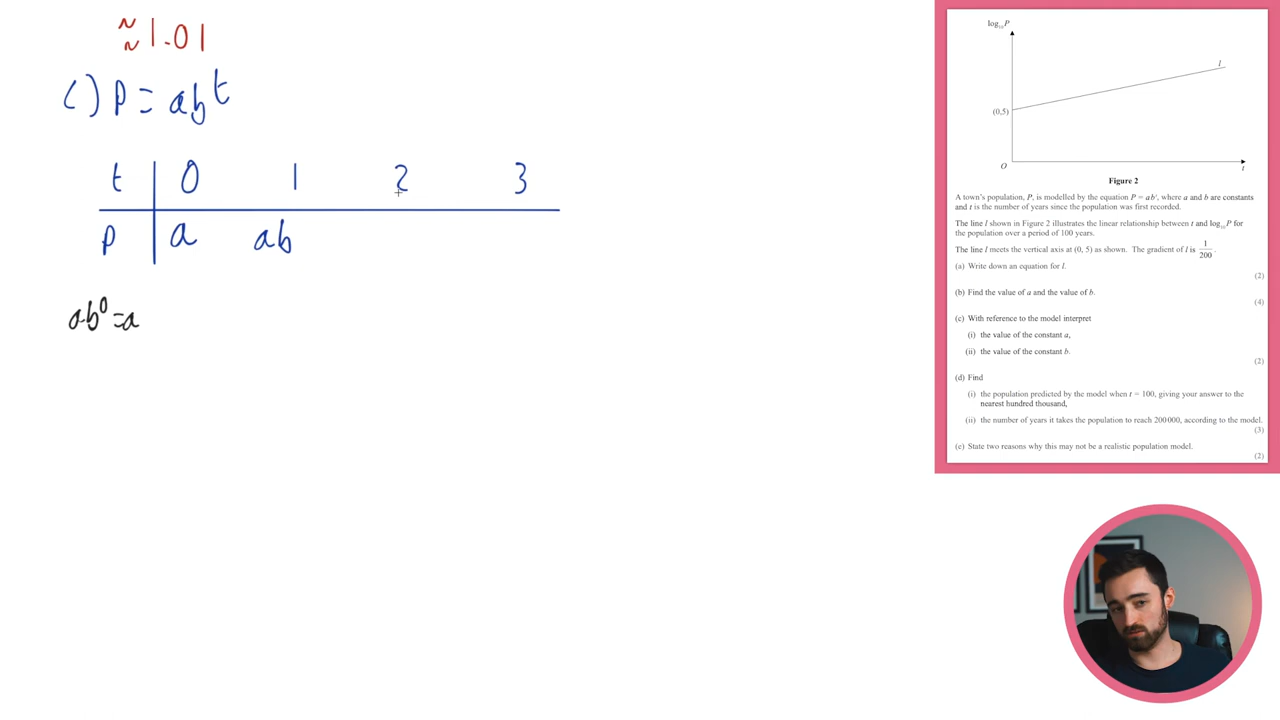 ≈ 1.01
c) P = ab^t
t 0 1 2 3
P a ab
ab^0 = a
log₁₀P
l
(0,5)
O
t
Figure 2
A town's population, P, is modelled by the equation P = ab^t, where a and b are constants
and t is the number of years since the population was first recorded.
The line l shown in Figure 2 illustrates the linear relationship between t and log₁₀P for
the population over a period of 100 years.
The line l meets the vertical axis at (0, 5) as shown. The gradient of l is 1/200.
(a) Write down an equation for l.
(2)
(b) Find the value of a and the value of b.
(4)
(c) With reference to the model interpret
(i) the value of the constant a,
(ii) the value of the constant b.
(2)
(d) Find
(i) the population predicted by the model when t = 100, giving your answer to the
nearest hundred thousand,
(ii) the number of years it takes the population to reach 200000, according to the model.
(3)
(e) State two reasons why this may not be a realistic population model.
(2)